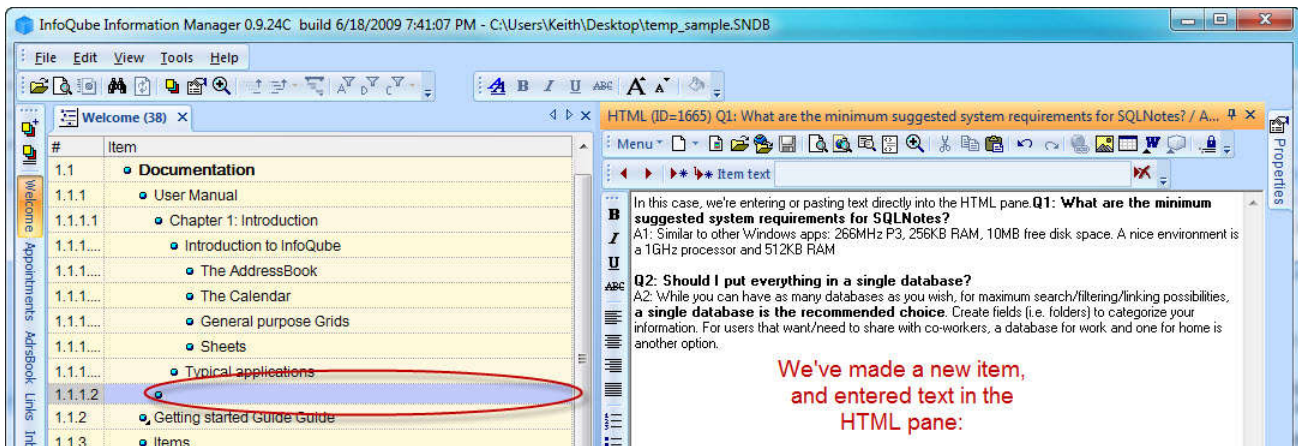 InfoQube Information Manager 0.9.24C build 6/18/2009 7:41:07 PM - C:\Users\Keith\Desktop\temp_sample.SNDB
File Edit View Tools Help
B I U ABC A A
Welcome (38) X
HTML (ID=1665) Q1: What are the minimum suggested system requirements for SQLNotes? / A...
Menu
# Item
Item text
1.1 Documentation
1.1.1 User Manual
1.1.1.1 Chapter 1: Introduction
1.1.1.... Introduction to InfoQube
1.1.1.... The AddressBook
1.1.1.... The Calendar
1.1.1.... General purpose Grids
1.1.1.... Sheets
1.1.1.... Typical applications
1.1.1.2
1.1.2 Getting started Guide Guide
1.1.3 Items
Welcome
Appointments
AdrsBook
Links
Int
B
I
U
ABC
In this case, we're entering or pasting text directly into the HTML pane.Q1: What are the minimum
suggested system requirements for SQLNotes?
A1: Similar to other Windows apps: 266MHz P3, 256KB RAM, 10MB free disk space. A nice environment is
a 1GHz processor and 512KB RAM
Q2: Should I put everything in a single database?
A2: While you can have as many databases as you wish, for maximum search/filtering/linking possibilities,
a single database is the recommended choice. Create fields (i.e. folders) to categorize your
information. For users that want/need to share with co-workers, a database for work and one for home is
another option.
We've made a new item,
and entered text in the
HTML pane:
Properties